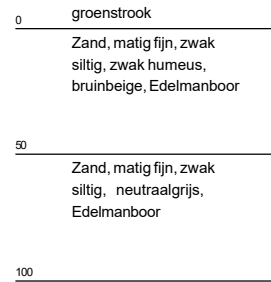 groenstrook
0
Zand, matig fijn, zwak
siltig, zwak humeus,
bruinbeige, Edelmanboor
50
Zand, matig fijn, zwak
siltig, neutraalgrijs,
Edelmanboor
100